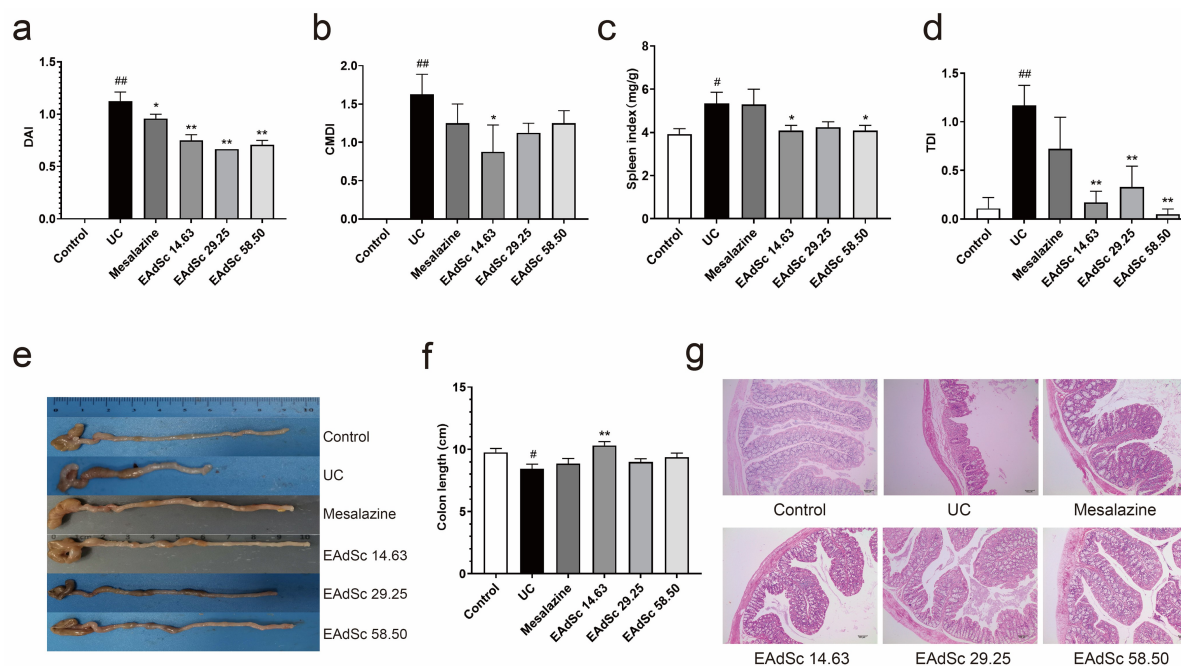 a
b
c
d
DAI
1.5
1.0
0.5
0.0
##
*
**
**
**
Control
UC
Mesalazine
EAdSc 14.63
EAdSc 29.25
EAdSc 58.50
CMDI
2.0
1.5
1.0
0.5
0.0
##
*
Control
UC
Mesalazine
EAdSc 14.63
EAdSc 29.25
EAdSc 58.50
Spleen index(mg/g)
8
6
4
2
0
#
*
*
Control
UC
Mesalazine
EAdSc 14.63
EAdSc 29.25
EAdSc 58.50
TDI
1.5
1.0
0.5
0.0
##
**
**
**
Control
UC
Mesalazine
EAdSc 14.63
EAdSc 29.25
EAdSc 58.50
e
Control
UC
Mesalazine
EAdSc 14.63
EAdSc 29.25
EAdSc 58.50
f
Colon length (cm)
15
10
5
0
#
**
Control
UC
Mesalazine
EAdSc 14.63
EAdSc 29.25
EAdSc 58.50
g
Control
UC
Mesalazine
EAdSc 14.63
EAdSc 29.25
EAdSc 58.50